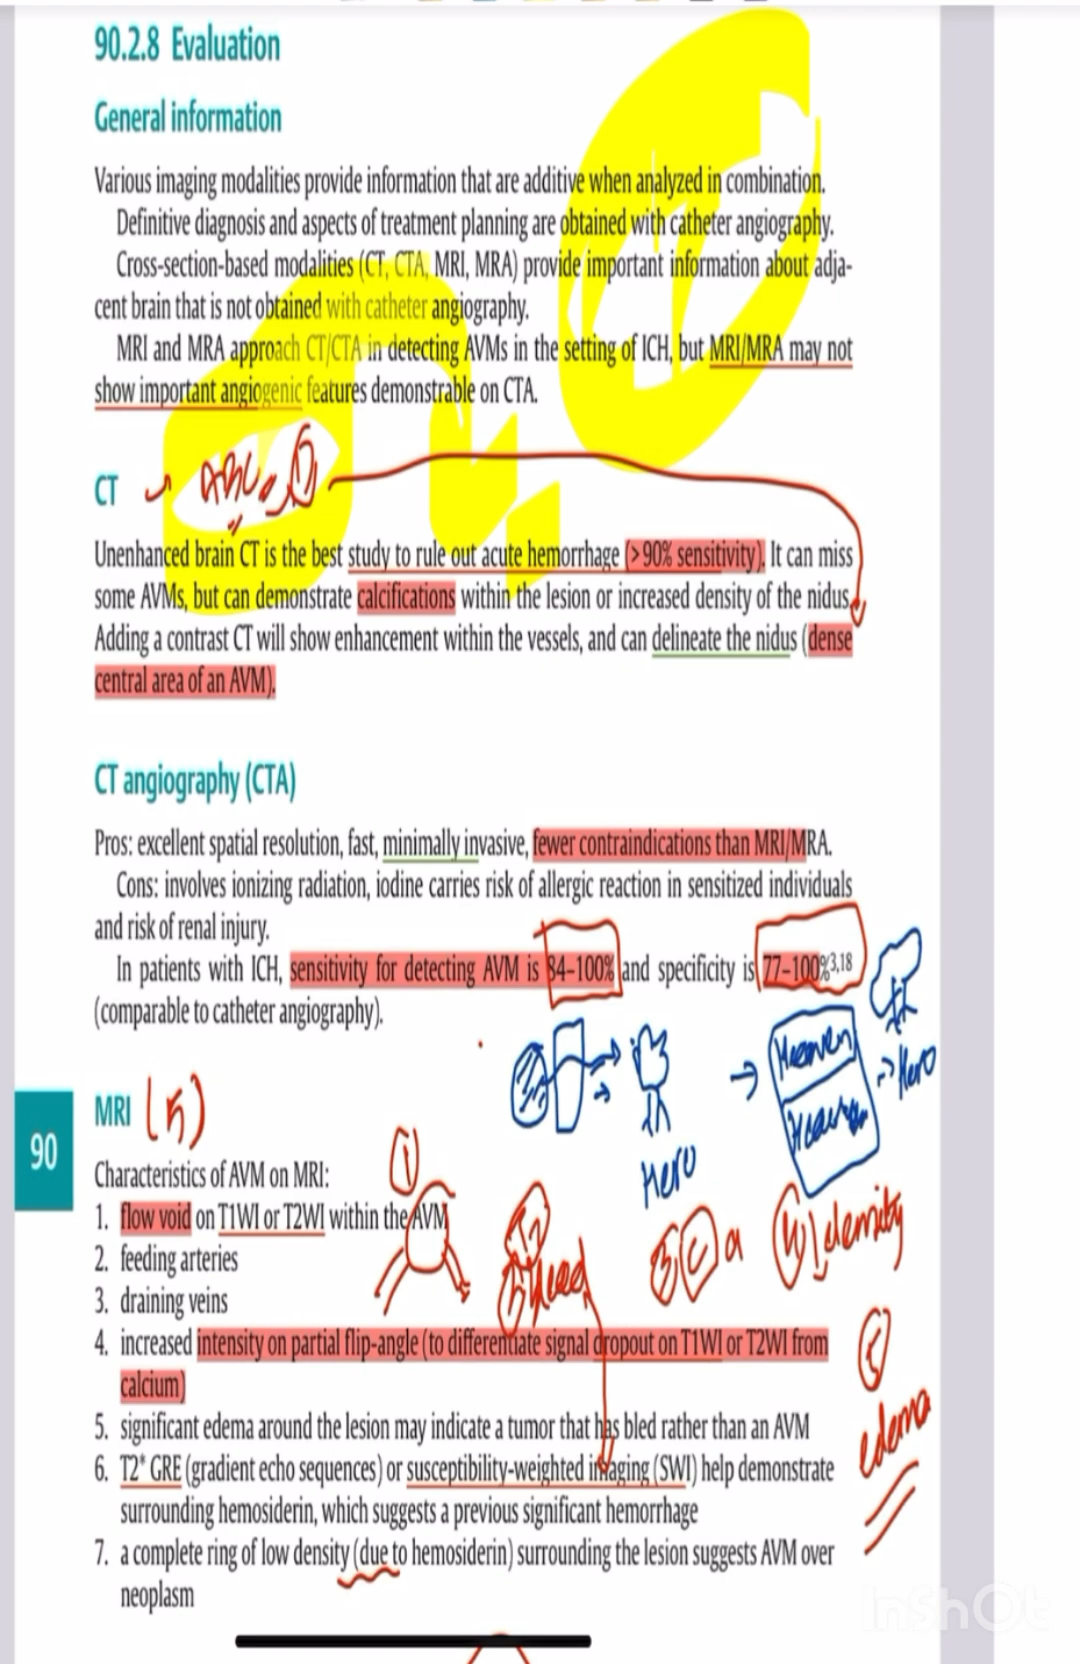 90.2.8 Evaluation
General information
Various imaging modalities provide information that are additive when analyzed in combination.
Definitive diagnosis and aspects of treatment planning are obtained with catheter angiography.
Cross-section-based modalities (CT, CTA, MRI, MRA) provide important information about adja-
cent brain that is not obtained with catheter angiography.
MRI and MRA approach CT/CTA in detecting AVMs in the setting of ICH, but MRI/MRA may not
show important angiogenic features demonstrable on CTA.
CT
Unenhanced brain CT is the best study to rule out acute hemorrhage (>90% sensitivity). It can miss
some AVMs, but can demonstrate calcifications within the lesion or increased density of the nidus.
Adding a contrast CT will show enhancement within the vessels, and can delineate the nidus (dense
central area of an AVM).
CT angiography (CTA)
Pros: excellent spatial resolution, fast, minimally invasive, fewer contraindications than MRI/MRA.
Cons: involves ionizing radiation, iodine carries risk of allergic reaction in sensitized individuals
and risk of renal injury.
In patients with ICH, sensitivity for detecting AVM is 84–100% and specificity is 77–100%3,18
(comparable to catheter angiography).
Heaven
Hero
MRI (5)
90
Hero
Characteristics of AVM on MRI:
1
1. flow void on T1WI or T2WI within the AVM
density
2. feeding arteries
3. draining veins
4. increased intensity on partial flip-angle (to differentiate signal dropout on T1WI or T2WI from
calcium)
5
5. significant edema around the lesion may indicate a tumor that has bled rather than an AVM
edema
6. T2* GRE (gradient echo sequences) or susceptibility-weighted imaging (SWI) help demonstrate
surrounding hemosiderin, which suggests a previous significant hemorrhage
7. a complete ring of low density (due to hemosiderin) surrounding the lesion suggests AVM over
neoplasm
InShOt